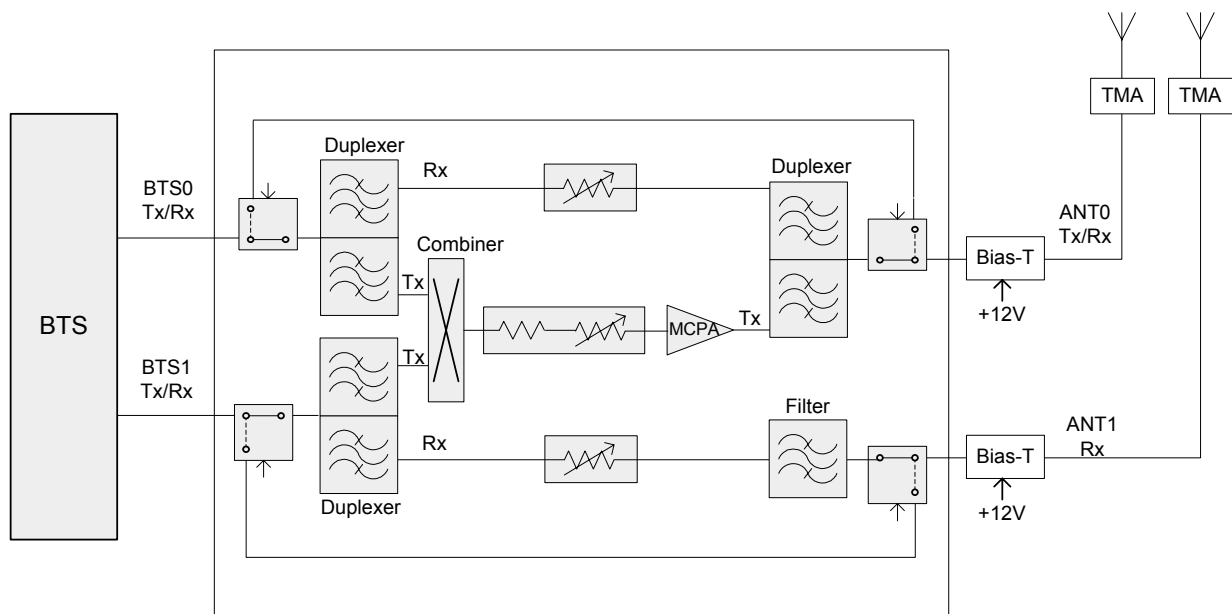 TMA
TMA
Duplexer
Rx
Duplexer
BTS0
Tx/Rx
ANT0
Tx/Rx
Combiner
Bias-T
Tx
+12V
BTS
MCPA
Tx
BTS1
Tx/Rx
Tx
Filter
ANT1
Rx
Rx
Bias-T
Duplexer
+12V